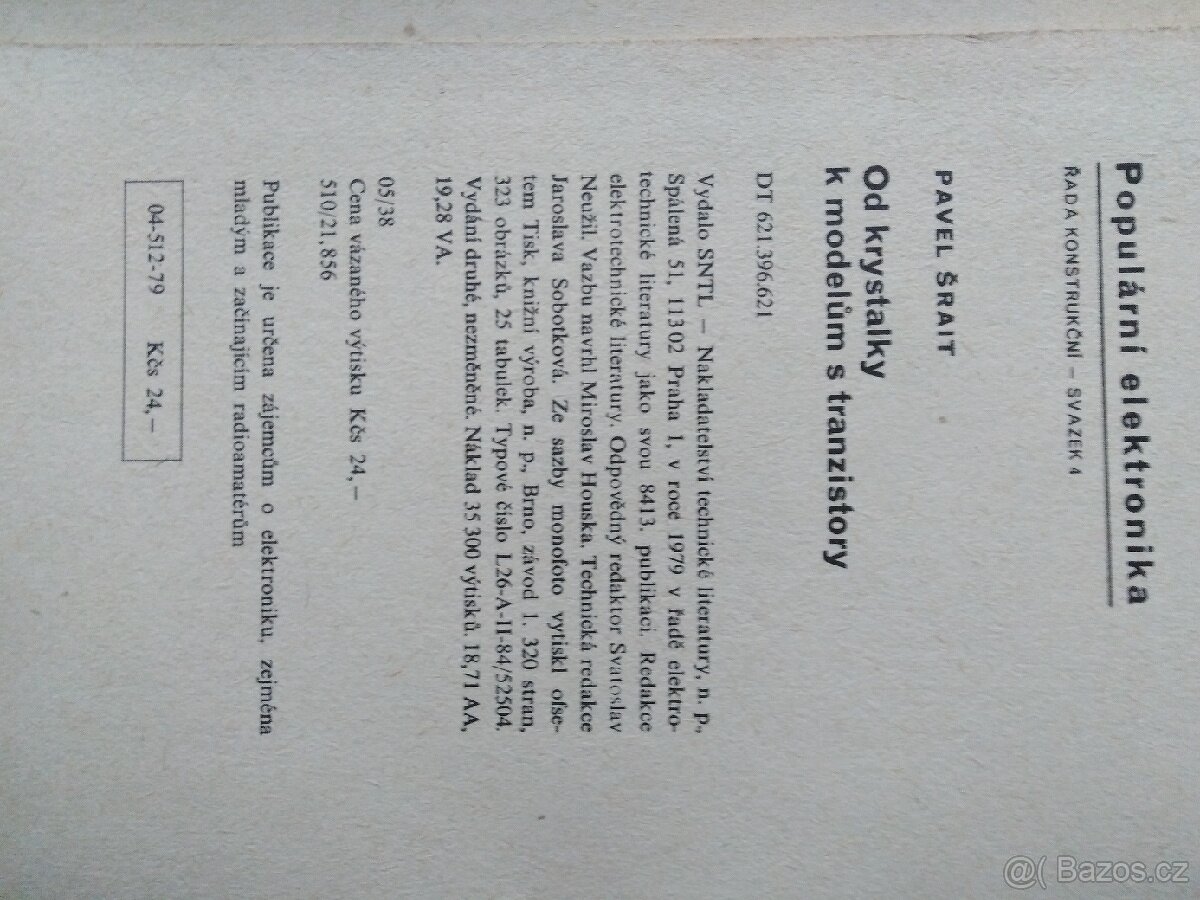 Populární elektronika
ŘADA KONSTRUKČNÍ – SVAZEK 4
PAVEL ŠRAIT
Od krystalky
k modelům s tranzistory
DT 621.396.621
Vydalo SNTL — Nakladatelství technické literatury, n. p.,
Spálená 51, 113 02 Praha 1, v roce 1979 v řadě elektro-
technické literatury jako svou 8413. publikaci. Redakce
elektrotechnické literatury. Odpovědný redaktor Svatoslav
Neužil. Vazbu navrhl Miroslav Houska. Technická redakce
Jaroslava Sobotková. Ze sazby monofoto vytiskl ofse-
tem Tisk, knižní výroba, n. p., Brno, závod 1. 320 stran,
323 obrázků, 25 tabulek. Typové číslo L26-A-II-84/52504.
Vydání druhé, nezměněné. Náklad 35 300 výtisků. 18,71 AA,
19,28 VA.
05/38
Cena vázaného výtisku Kčs 24,—
510/21,856
Publikace je určena zájemcům o elektroniku, zejména
mladým a začínajícím radioamatérům
04-512-79 Kčs 24,—
@( Bazos.cz